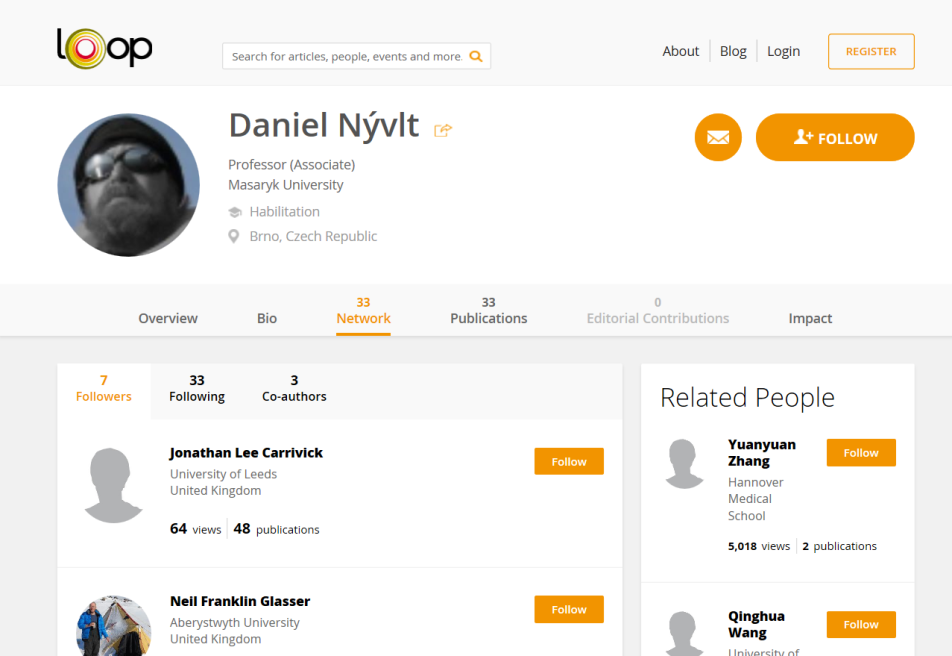 loop
Search for articles, people, events and more.
About
Blog
Login
REGISTER
Daniel Nývlt
FOLLOW
Professor (Associate)
Masaryk University
Habilitation
Brno, Czech Republic
Overview
Bio
33
Network
33
Publications
0
Editorial Contributions
Impact
7
Followers
33
Following
3
Co-authors
Jonathan Lee Carrivick
Follow
University of Leeds
United Kingdom
64 views 48 publications
Neil Franklin Glasser
Follow
Aberystwyth University
United Kingdom
Related People
Yuanyuan
Zhang
Follow
Hannover
Medical
School
5,018 views 2 publications
Qinghua
Wang
Follow
University of